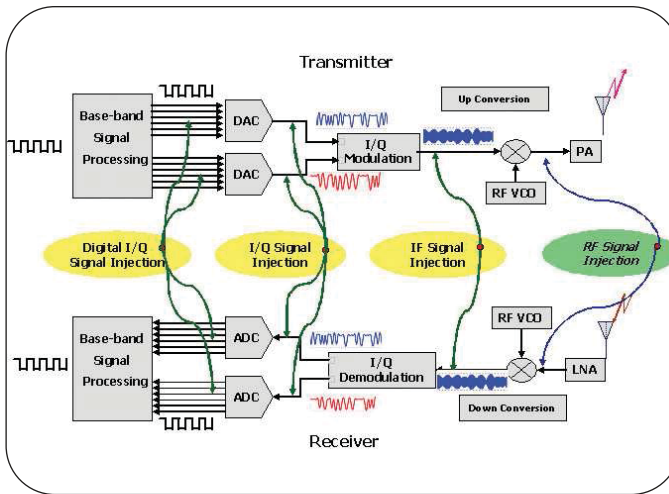 Transmitter
Base-band
Signal
Processing
DAC
DAC
I/Q
Modulation
Up Conversion
RF VCO
PA
Digital I/Q
Signal Injection
I/Q Signal
Injection
IF Signal
Injection
RF Signal
Injection
Base-band
Signal
Processing
ADC
ADC
I/Q
Demodulation
RF VCO
LNA
Down Conversion
Receiver